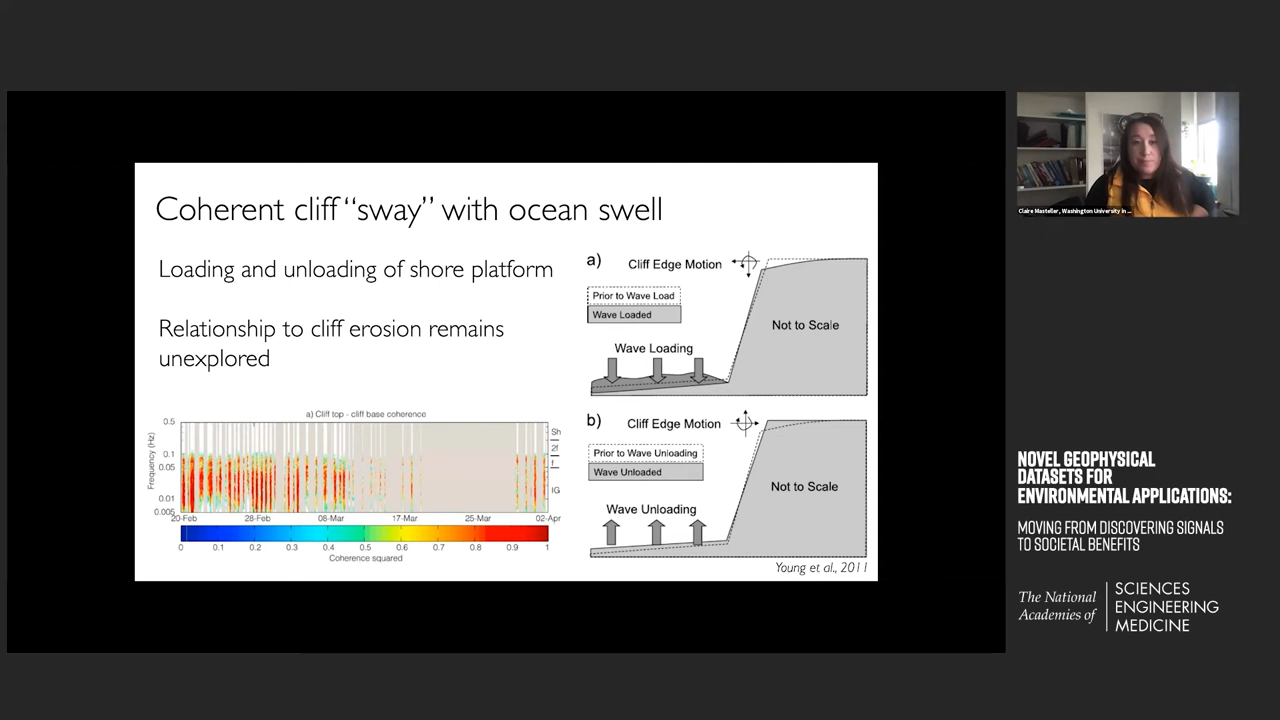 Coherent cliff “sway” with ocean swell
Loading and unloading of shore platform
Relationship to cliff erosion remains
unexplored
a) Cliff top - cliff base coherence
Frequency (Hz)
0.5
0.1
0.05
0.01
0.005
Sh
2f
f
IG
20-Feb 28-Feb 08-Mar 17-Mar 25-Mar 02-Apr
0 0.1 0.2 0.3 0.4 0.5 0.6 0.7 0.8 0.9 1
Coherence squared
a)
Cliff Edge Motion
Prior to Wave Load
Wave Loaded
Wave Loading
Not to Scale
b)
Cliff Edge Motion
Prior to Wave Unloading
Wave Unloaded
Wave Unloading
Not to Scale
Young et al., 2011
Claire Masteller, Washington University in ...
NOVEL GEOPHYSICAL
DATASETS FOR
ENVIRONMENTAL APPLICATIONS:
MOVING FROM DISCOVERING SIGNALS
TO SOCIETAL BENEFITS
The National
Academies of
SCIENCES
ENGINEERING
MEDICINE